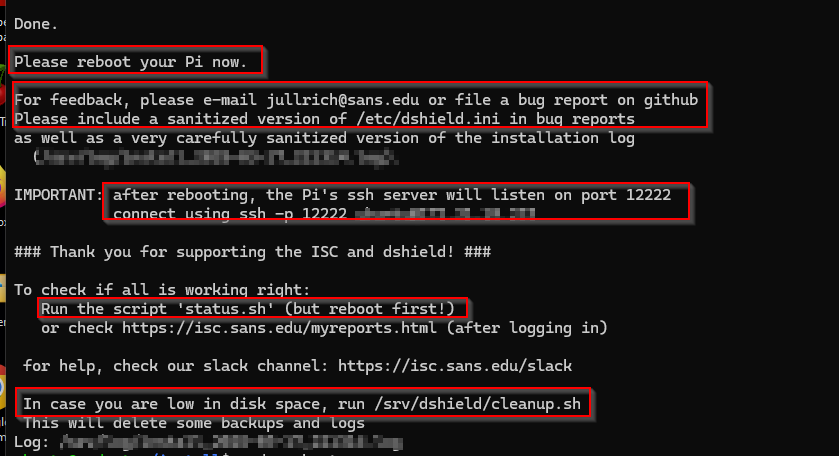 Done.
Please reboot your Pi now.
For feedback, please e-mail jullrich@sans.edu or file a bug report on github
Please include a sanitized version of /etc/dshield.ini in bug reports
as well as a very carefully sanitized version of the installation log
(
IMPORTANT: after rebooting, the Pi's ssh server will listen on port 12222
connect using ssh -p 12222
### Thank you for supporting the ISC and dshield! ###
To check if all is working right:
Run the script 'status.sh' (but reboot first!)
or check https://isc.sans.edu/myreports.html (after logging in)
for help, check our slack channel: https://isc.sans.edu/slack
In case you are low in disk space, run /srv/dshield/cleanup.sh
This will delete some backups and logs
Log: